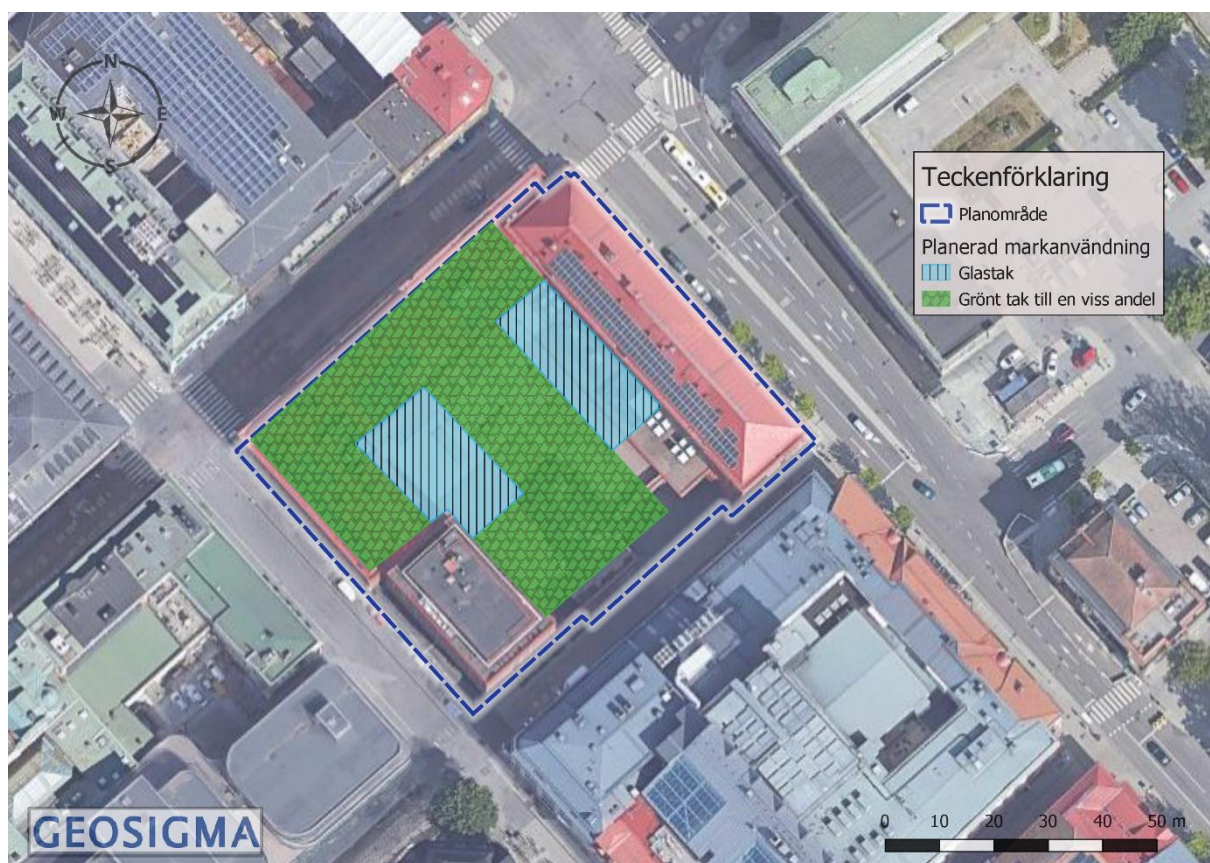 N
W E
S
Teckenförklaring
Planområde
Planerad markanvändning
Glastak
Grönt tak till en viss andel
GEOSIGMA
0 10 20 30 40 50 m